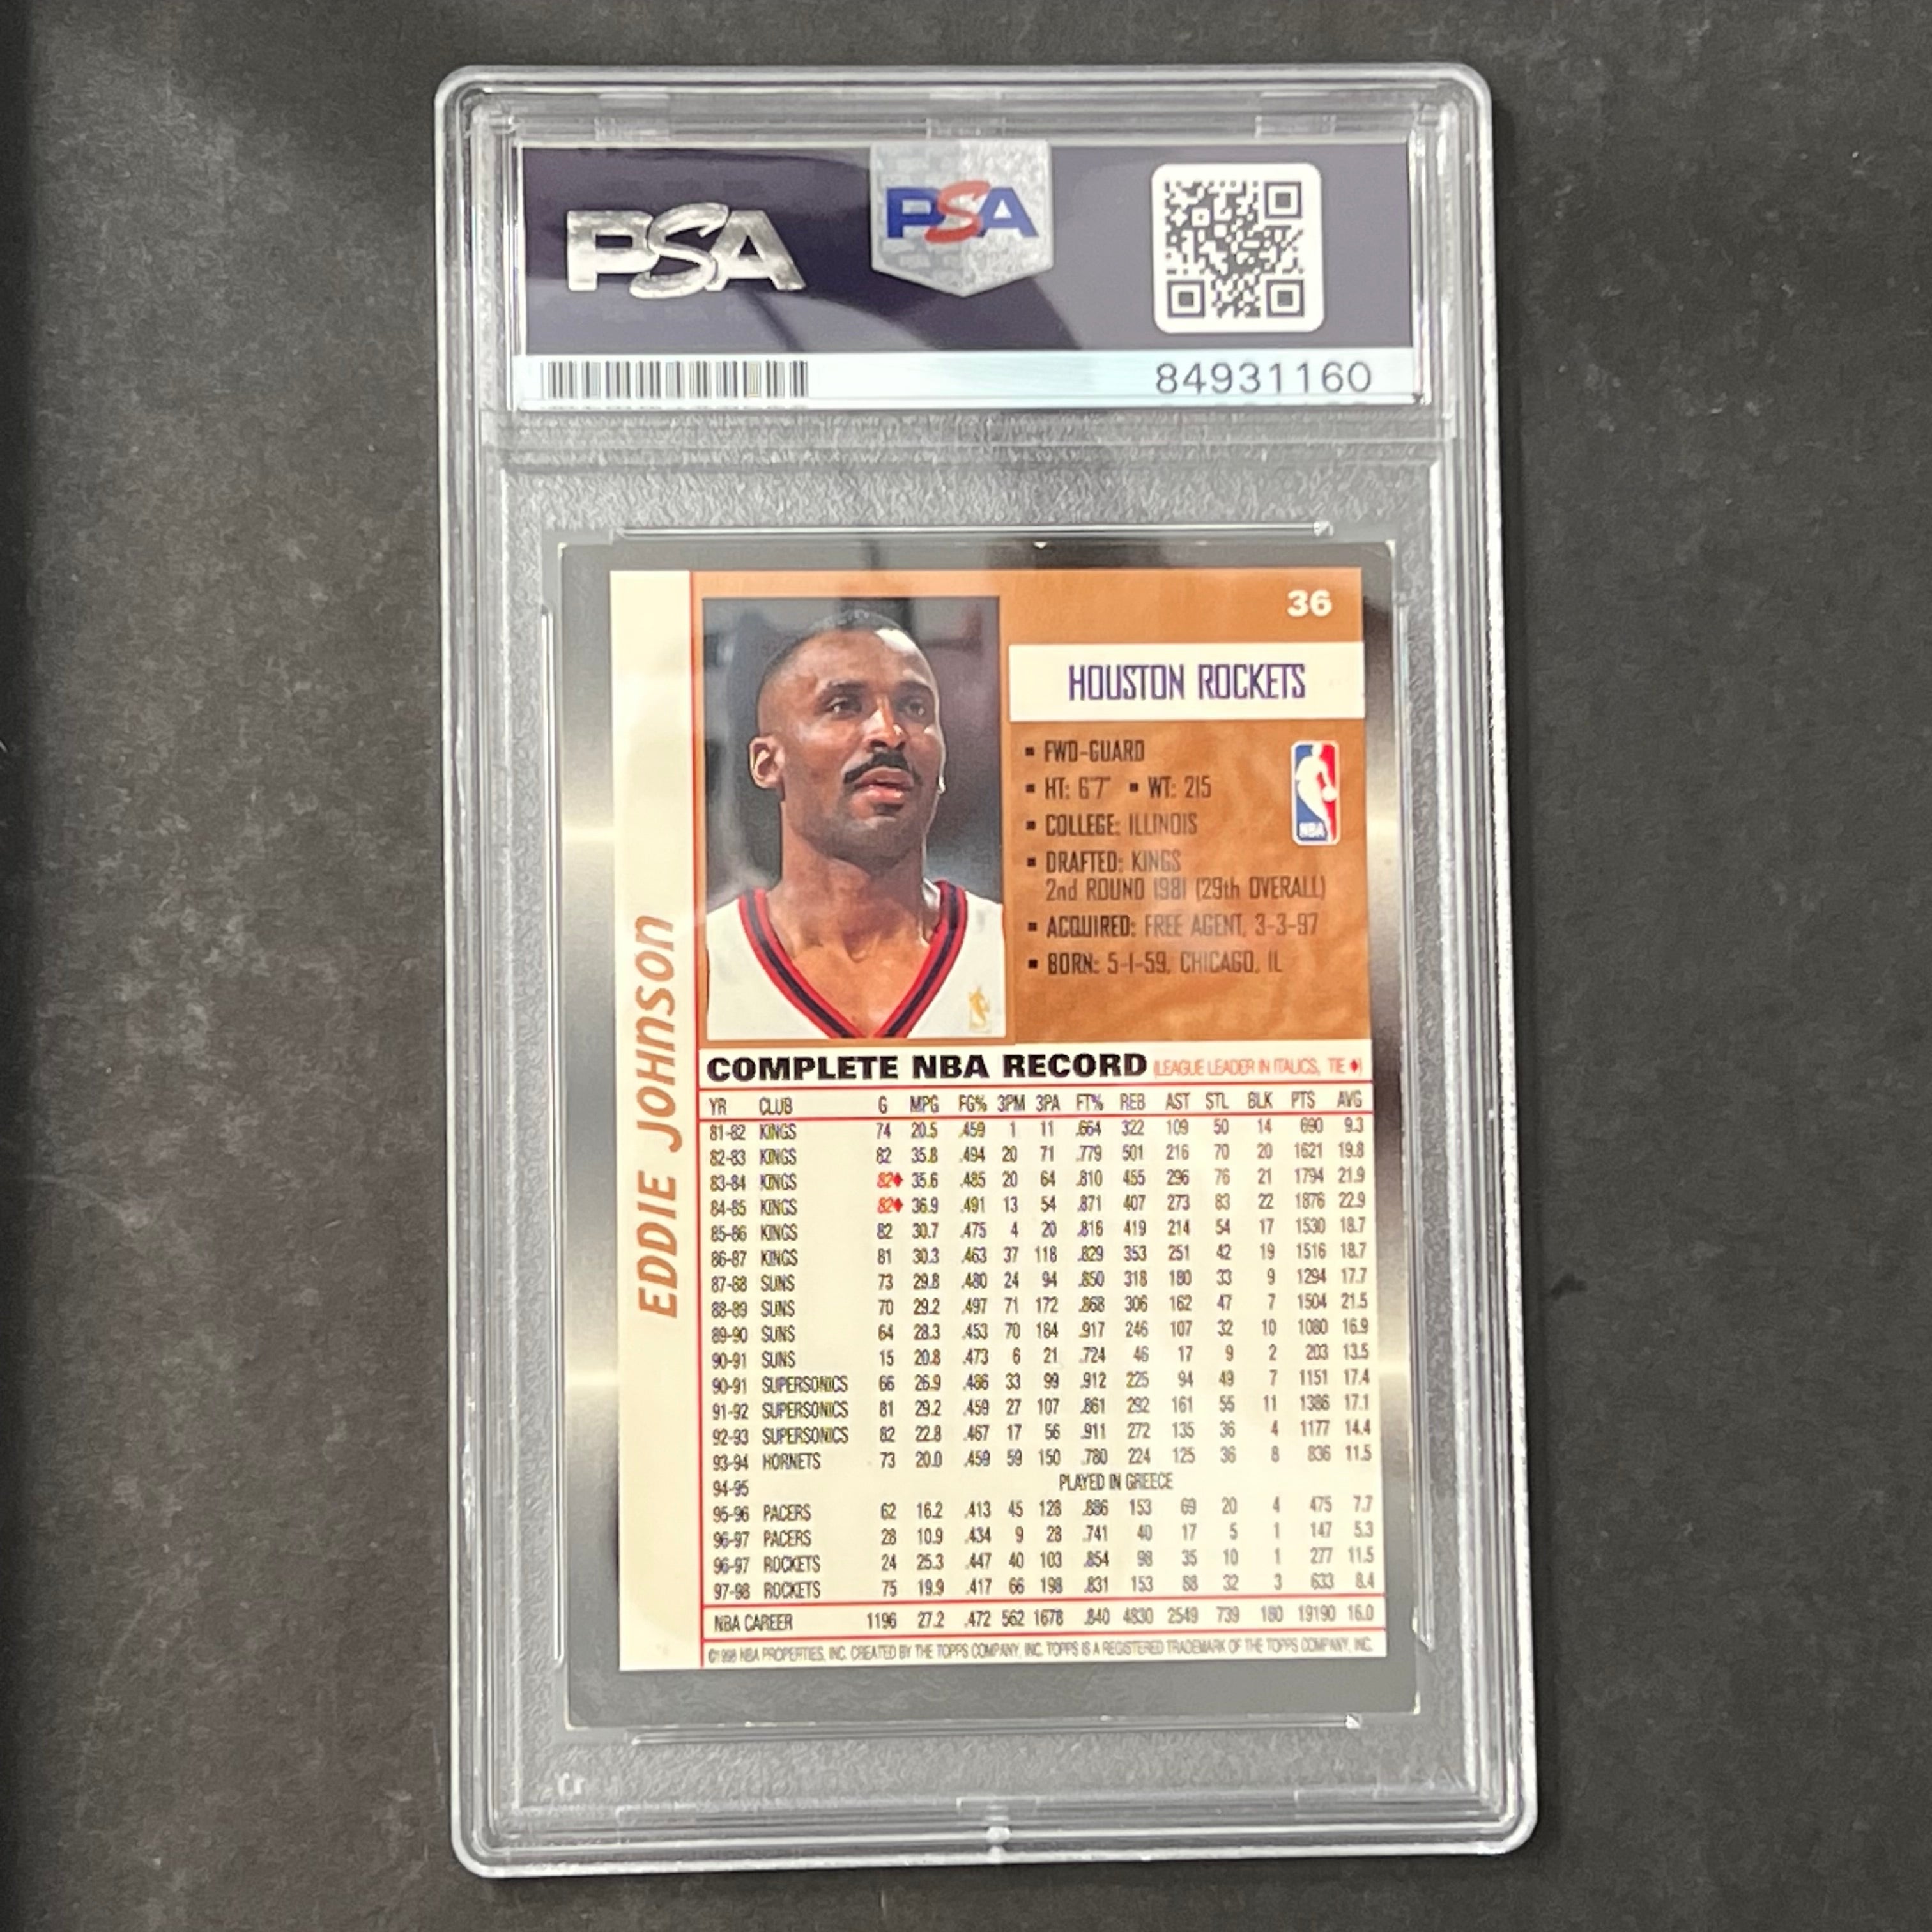 PSA
PSA
84931160
36
HOUSTON ROCKETS
▪ FWD-GUARD
▪ HT: 6'7" ▪ WT: 215
▪ COLLEGE: ILLINOIS
▪ DRAFTED: KINGS
2nd ROUND 1981 (29th OVERALL)
▪ ACQUIRED: FREE AGENT, 3-3-97
▪ BORN: 5-1-59, CHICAGO, IL
NBA
EDDIE JOHNSON
COMPLETE NBA RECORD (LEAGUE LEADER IN ITALICS, TIE ♦)
YR CLUB G MPG FG% 3PM 3PA FT% REB AST STL BLK PTS AVG
81-82 KINGS 74 20.5 .459 1 11 .664 322 109 50 14 690 9.3
82-83 KINGS 82 35.8 .494 20 71 .779 501 216 70 20 1621 19.8
83-84 KINGS 82♦ 35.6 .485 20 64 .810 455 296 76 21 1794 21.9
84-85 KINGS 82♦ 36.9 .491 13 54 .871 407 273 83 22 1876 22.9
85-86 KINGS 82 30.7 .475 4 20 .816 419 214 54 17 1530 18.7
86-87 KINGS 81 30.3 .463 37 118 .829 353 251 42 19 1516 18.7
87-88 SUNS 73 29.8 .480 24 94 .850 318 180 33 9 1294 17.7
88-89 SUNS 70 29.2 .497 71 172 .868 306 162 47 7 1504 21.5
89-90 SUNS 64 28.3 .453 70 184 .917 246 107 32 10 1080 16.9
90-91 SUNS 15 20.8 .473 6 21 .724 46 17 9 2 203 13.5
90-91 SUPERSONICS 66 26.9 .486 33 99 .912 225 94 49 7 1151 17.4
91-92 SUPERSONICS 81 29.2 .459 27 107 .861 292 161 55 11 1386 17.1
92-93 SUPERSONICS 82 22.8 .467 17 56 .911 272 135 36 4 1177 14.4
93-94 HORNETS 73 20.0 .459 59 150 .780 224 125 36 8 836 11.5
94-95 PLAYED IN GREECE
95-96 PACERS 62 16.2 .413 45 128 .886 153 69 20 4 475 7.7
96-97 PACERS 28 10.9 .434 9 28 .741 40 17 5 1 147 5.3
96-97 ROCKETS 24 25.3 .447 40 103 .854 98 35 10 1 277 11.5
97-98 ROCKETS 75 19.9 .417 66 198 .831 153 88 32 3 633 8.4
NBA CAREER 1196 27.2 .472 562 1678 .840 4830 2549 739 180 19190 16.0
©1998 NBA PROPERTIES, INC. CREATED BY THE TOPPS COMPANY, INC. TOPPS IS A REGISTERED TRADEMARK OF THE TOPPS COMPANY, INC.